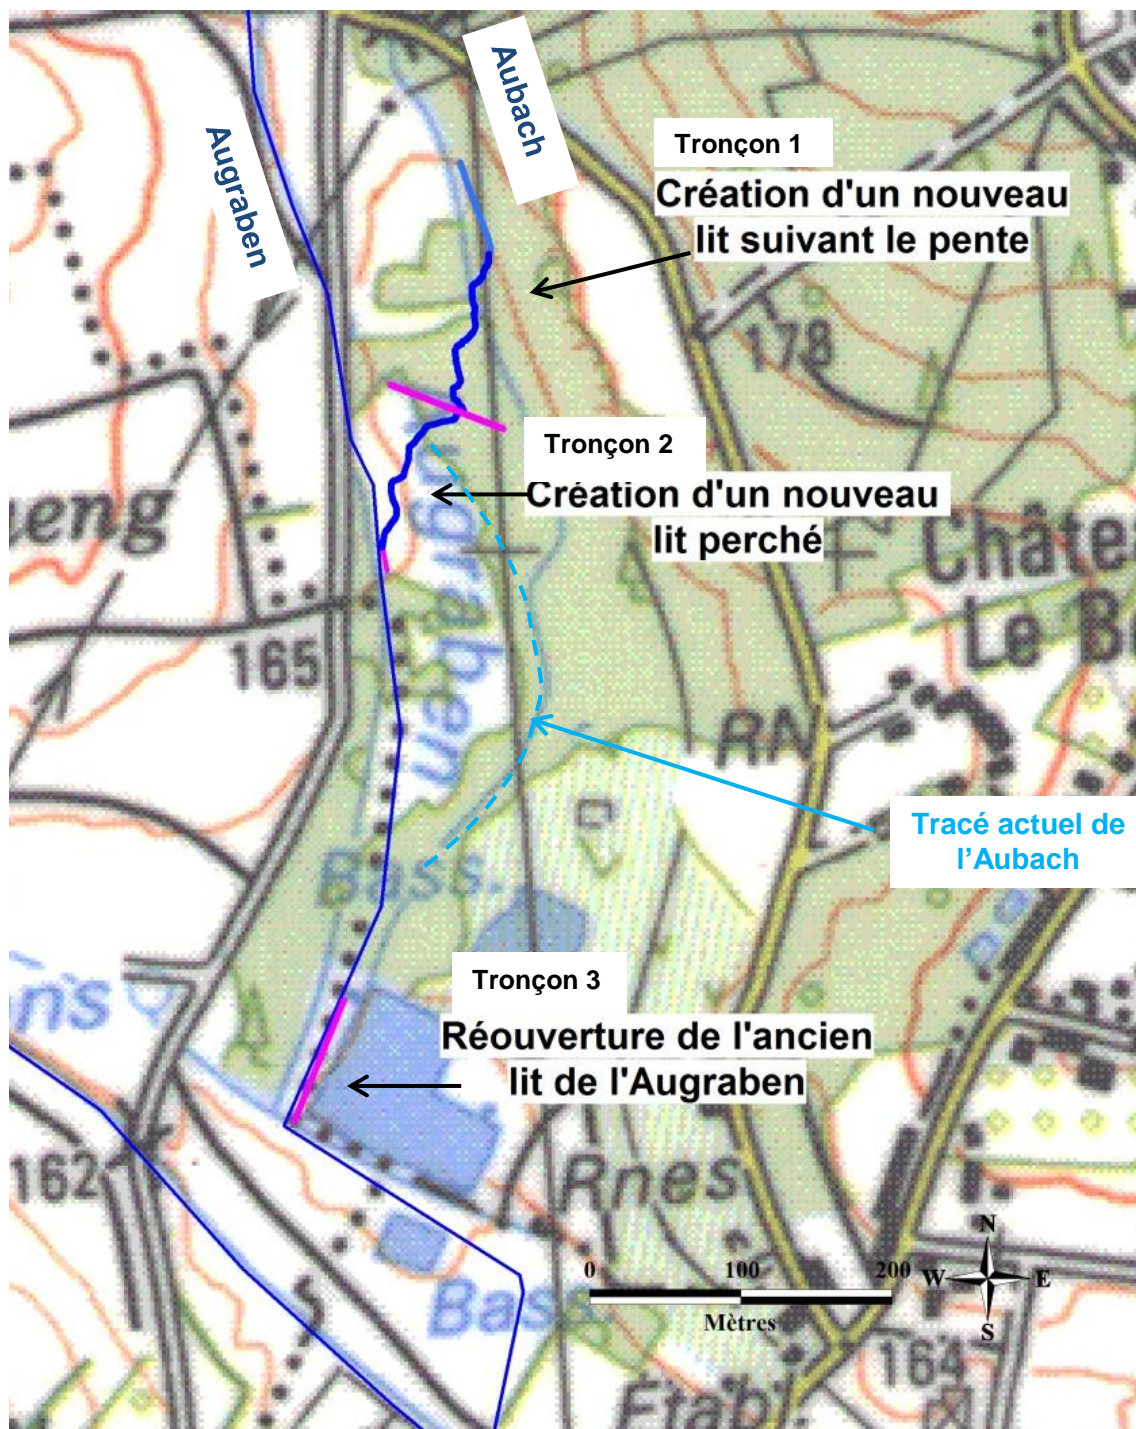 Augraben
Aubach
Tronçon 1
Création d'un nouveau
lit suivant le pente
178
Tronçon 2
Création d'un nouveau
lit perché
Augraben
165
Le B
RN
Tracé actuel de
l'Aubach
Bass.
Tronçon 3
Réouverture de l'ancien
lit de l'Augraben
162
Rnes
N
W
E
S
0 100 200
Mètres
Bass.
164